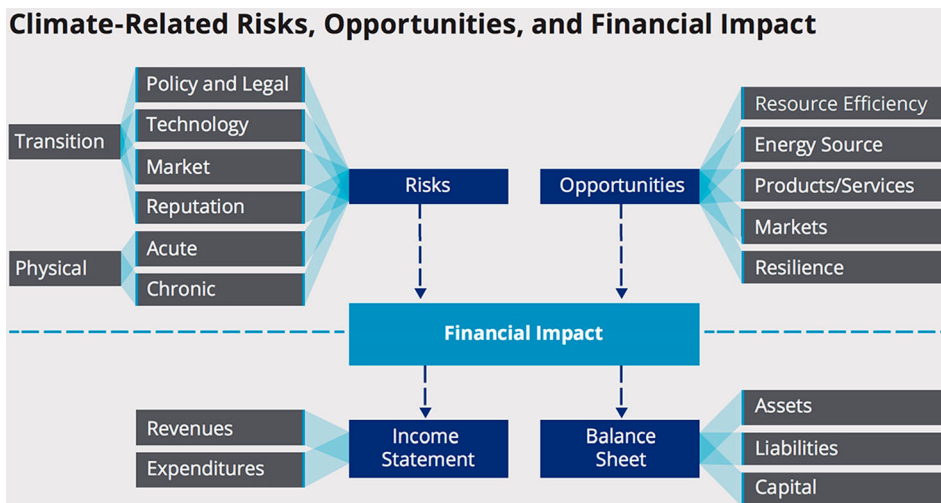 Climate-Related Risks, Opportunities, and Financial Impact
Transition
Policy and Legal
Technology
Market
Reputation
Physical
Acute
Chronic
Risks
Opportunities
Resource Efficiency
Energy Source
Products/Services
Markets
Resilience
Financial Impact
Revenues
Expenditures
Income
Statement
Balance
Sheet
Assets
Liabilities
Capital